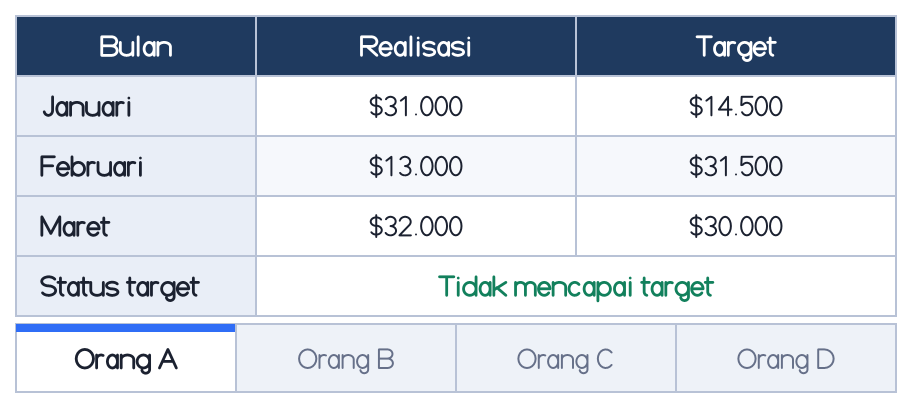 Bulan Realisasi Target
Januari $31.000 $14.500
Februari $13.000 $31.500
Maret $32.000 $30.000
Status target Tidak mencapai target
Orang A Orang B Orang C Orang D